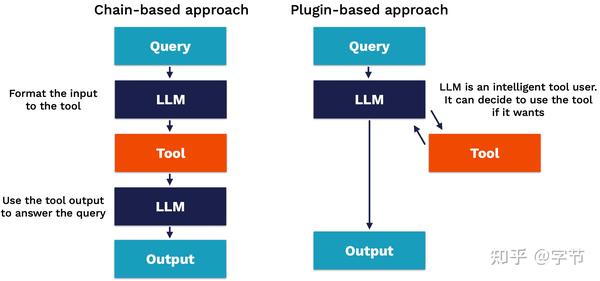 Chain-based approach
Query
Format the input
to the tool
LLM
Tool
Use the tool output
to answer the query
LLM
Output
Plugin-based approach
Query
LLM
LLM is an intelligent tool user.
It can decide to use the tool
if it wants
Tool
Output
知乎 @字节